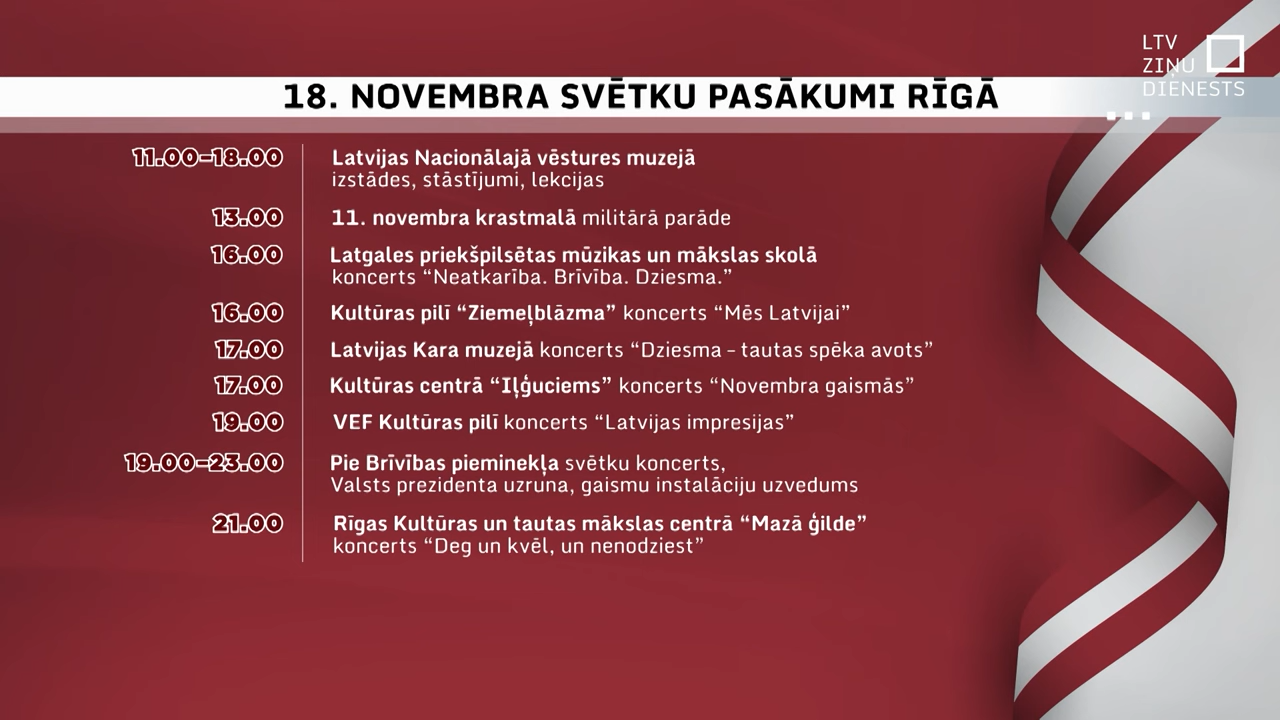 LTV
ZIŅU
DIENESTS
18. NOVEMBRA SVĒTKU PASĀKUMI RĪGĀ
11.00–18.00 Latvijas Nacionālajā vēstures muzejā
izstādes, stāstījumi, lekcijas
13.00 11. novembra krastmalā militārā parāde
16.00 Latgales priekšpilsētas mūzikas un mākslas skolā
koncerts “Neatkarība. Brīvība. Dziesma.”
16.00 Kultūras pilī “Ziemeļblāzma” koncerts “Mēs Latvijai”
17.00 Latvijas Kara muzejā koncerts “Dziesma – tautas spēka avots”
17.00 Kultūras centrā “Iļģuciems” koncerts “Novembra gaismās”
19.00 VEF Kultūras pilī koncerts “Latvijas impresijas”
19.00–23.00 Pie Brīvības pieminekļa svētku koncerts,
Valsts prezidenta uzruna, gaismu instalāciju uzvedums
21.00 Rīgas Kultūras un tautas mākslas centrā “Mazā ģilde”
koncerts “Deg un kvēl, un nenodziest”